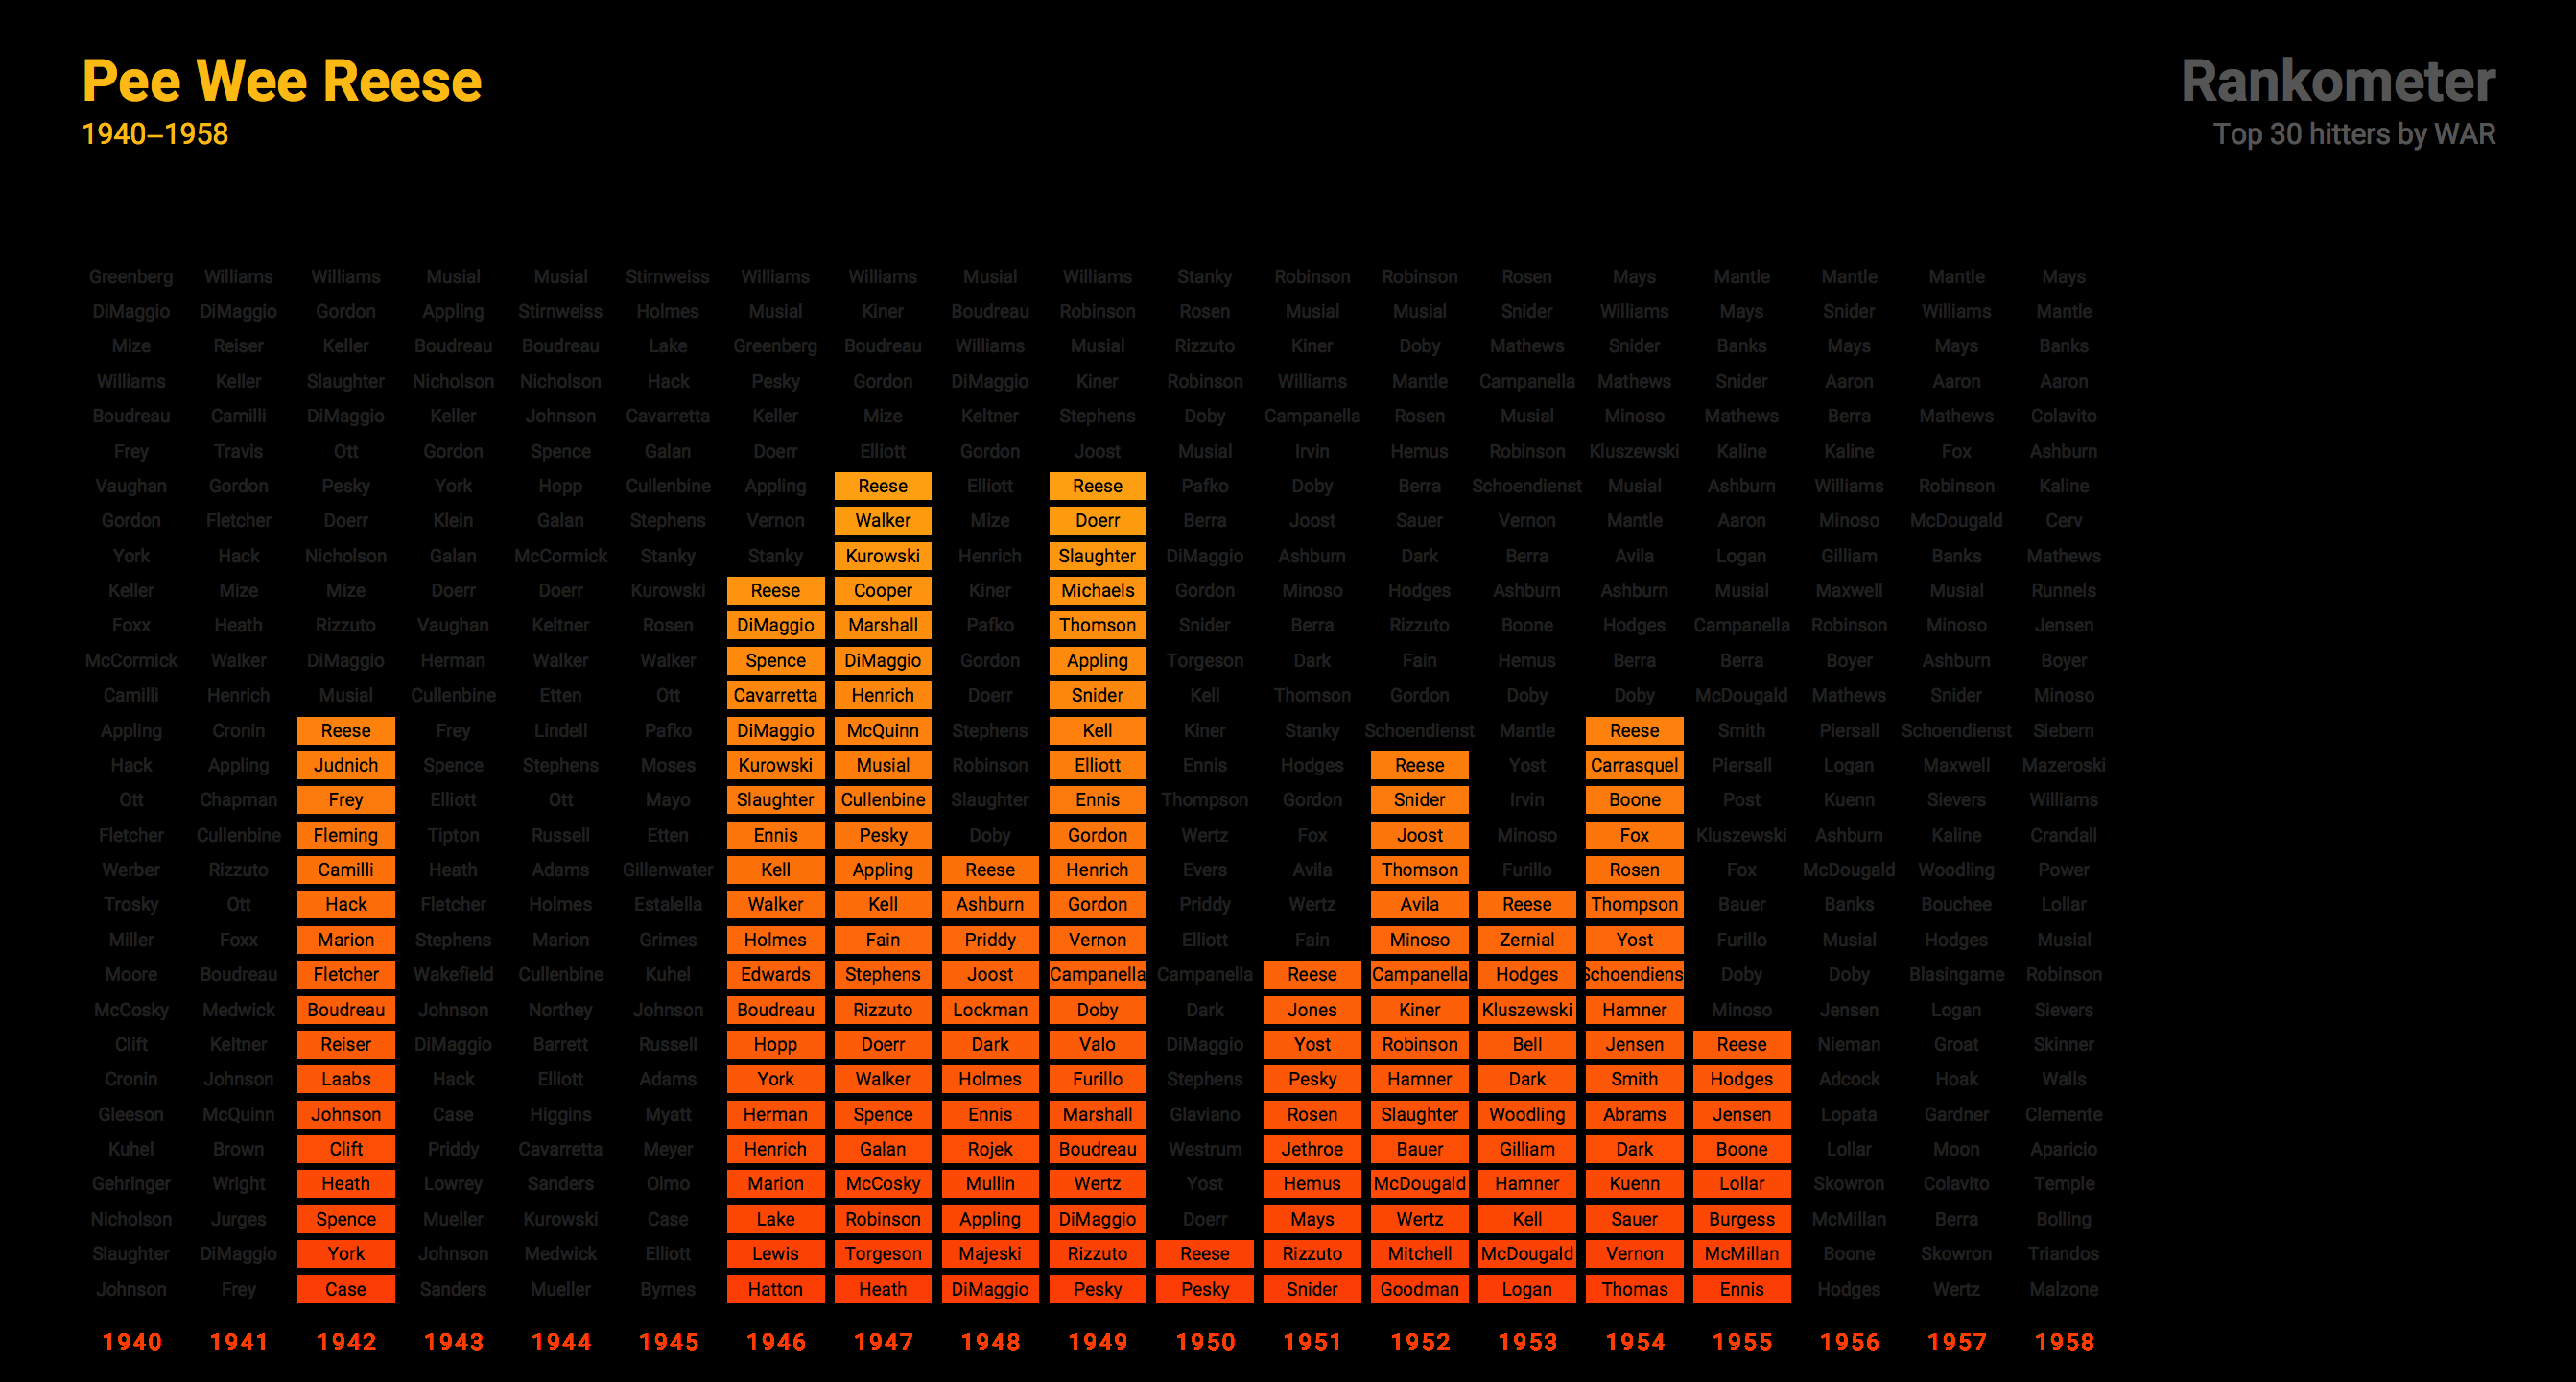 Pee Wee Reese
1940–1958
Rankometer
Top 30 hitters by WAR
Greenberg Williams Williams Musial Musial Stirnweiss Williams Williams Musial Williams Stanky Robinson Robinson Rosen Mays Mantle Mantle Mantle Mays
DiMaggio DiMaggio Gordon Appling Stirnweiss Holmes Musial Kiner Boudreau Robinson Rosen Musial Musial Snider Williams Mays Snider Williams Mantle
Mize Reiser Keller Boudreau Boudreau Lake Greenberg Boudreau Williams Musial Rizzuto Kiner Doby Mathews Snider Banks Mays Mays Banks
Williams Keller Slaughter Nicholson Nicholson Hack Pesky Gordon DiMaggio Kiner Robinson Williams Mantle Campanella Mathews Snider Aaron Aaron Aaron
Boudreau Camilli DiMaggio Keller Johnson Cavarretta Keller Mize Keltner Stephens Doby Campanella Rosen Musial Minoso Mathews Berra Mathews Colavito
Frey Travis Ott Gordon Spence Galan Doerr Elliott Gordon Joost Musial Irvin Hemus Robinson Kluszewski Kaline Kaline Fox Ashburn
Vaughan Gordon Pesky York Hopp Cullenbine Appling Reese Elliott Reese Pafko Doby Berra Schoendienst Musial Ashburn Williams Robinson Kaline
Gordon Fletcher Doerr Klein Galan Stephens Vernon Walker Mize Doerr Berra Joost Sauer Vernon Mantle Aaron Minoso McDougald Cerv
York Hack Nicholson Galan McCormick Stanky Stanky Kurowski Henrich Slaughter DiMaggio Ashburn Dark Berra Avila Logan Gilliam Banks Mathews
Keller Mize Mize Doerr Doerr Kurowski Reese Cooper Kiner Michaels Gordon Minoso Hodges Ashburn Ashburn Musial Maxwell Musial Runnels
Foxx Heath Rizzuto Vaughan Keltner Rosen DiMaggio Marshall Pafko Thomson Snider Berra Rizzuto Boone Hodges Campanella Robinson Minoso Jensen
McCormick Walker DiMaggio Herman Walker Walker Spence DiMaggio Gordon Appling Torgeson Dark Fain Hemus Berra Berra Boyer Ashburn Boyer
Camilli Henrich Musial Cullenbine Etten Ott Cavarretta Henrich Doerr Snider Kell Thomson Gordon Doby Doby McDougald Mathews Snider Minoso
Appling Cronin Reese Frey Lindell Pafko DiMaggio McQuinn Stephens Kell Kiner Stanky Schoendienst Mantle Reese Smith Piersall Schoendienst Siebern
Hack Appling Judnich Spence Stephens Moses Kurowski Musial Robinson Elliott Ennis Hodges Reese Yost Carrasquel Piersall Logan Maxwell Mazeroski
Ott Chapman Frey Elliott Ott Mayo Slaughter Cullenbine Slaughter Ennis Thompson Gordon Snider Irvin Boone Post Kuenn Sievers Williams
Fletcher Cullenbine Fleming Tipton Russell Etten Ennis Pesky Doby Gordon Wertz Fox Joost Minoso Fox Kluszewski Ashburn Kaline Crandall
Werber Rizzuto Camilli Heath Adams Gillenwater Kell Appling Reese Henrich Evers Avila Thomson Furillo Rosen Fox McDougald Woodling Power
Trosky Ott Hack Fletcher Holmes Estalella Walker Kell Ashburn Gordon Priddy Wertz Avila Reese Thompson Bauer Banks Bouchee Lollar
Miller Foxx Marion Stephens Marion Grimes Holmes Fain Priddy Vernon Elliott Fain Minoso Zernial Yost Furillo Musial Hodges Musial
Moore Boudreau Fletcher Wakefield Cullenbine Kuhel Edwards Stephens Joost Campanella Campanella Reese Campanella Hodges Schoendiens Doby Doby Blasingame Robinson
McCosky Medwick Boudreau Johnson Northey Johnson Boudreau Rizzuto Lockman Doby Dark Jones Kiner Kluszewski Hamner Minoso Jensen Logan Sievers
Clift Keltner Reiser DiMaggio Barrett Russell Hopp Doerr Dark Valo DiMaggio Yost Robinson Bell Jensen Reese Nieman Groat Skinner
Cronin Johnson Laabs Hack Elliott Adams York Walker Holmes Furillo Stephens Pesky Hamner Dark Smith Hodges Adcock Hoak Walls
Gleeson McQuinn Johnson Case Higgins Myatt Herman Spence Ennis Marshall Glaviano Rosen Slaughter Woodling Abrams Jensen Lopata Gardner Clemente
Kuhel Brown Clift Priddy Cavarretta Meyer Henrich Galan Rojek Boudreau Westrum Jethroe Bauer Gilliam Dark Boone Lollar Moon Aparicio
Gehringer Wright Heath Lowrey Sanders Olmo Marion McCosky Mullin Wertz Yost Hemus McDougald Hamner Kuenn Lollar Skowron Colavito Temple
Nicholson Jurges Spence Mueller Kurowski Case Lake Robinson Appling DiMaggio Doerr Mays Wertz Kell Sauer Burgess McMillan Berra Bolling
Slaughter DiMaggio York Johnson Medwick Elliott Lewis Torgeson Majeski Rizzuto Reese Rizzuto Mitchell McDougald Vernon McMillan Boone Skowron Triandos
Johnson Frey Case Sanders Mueller Byrnes Hatton Heath DiMaggio Pesky Pesky Snider Goodman Logan Thomas Ennis Hodges Wertz Malzone
1940 1941 1942 1943 1944 1945 1946 1947 1948 1949 1950 1951 1952 1953 1954 1955 1956 1957 1958